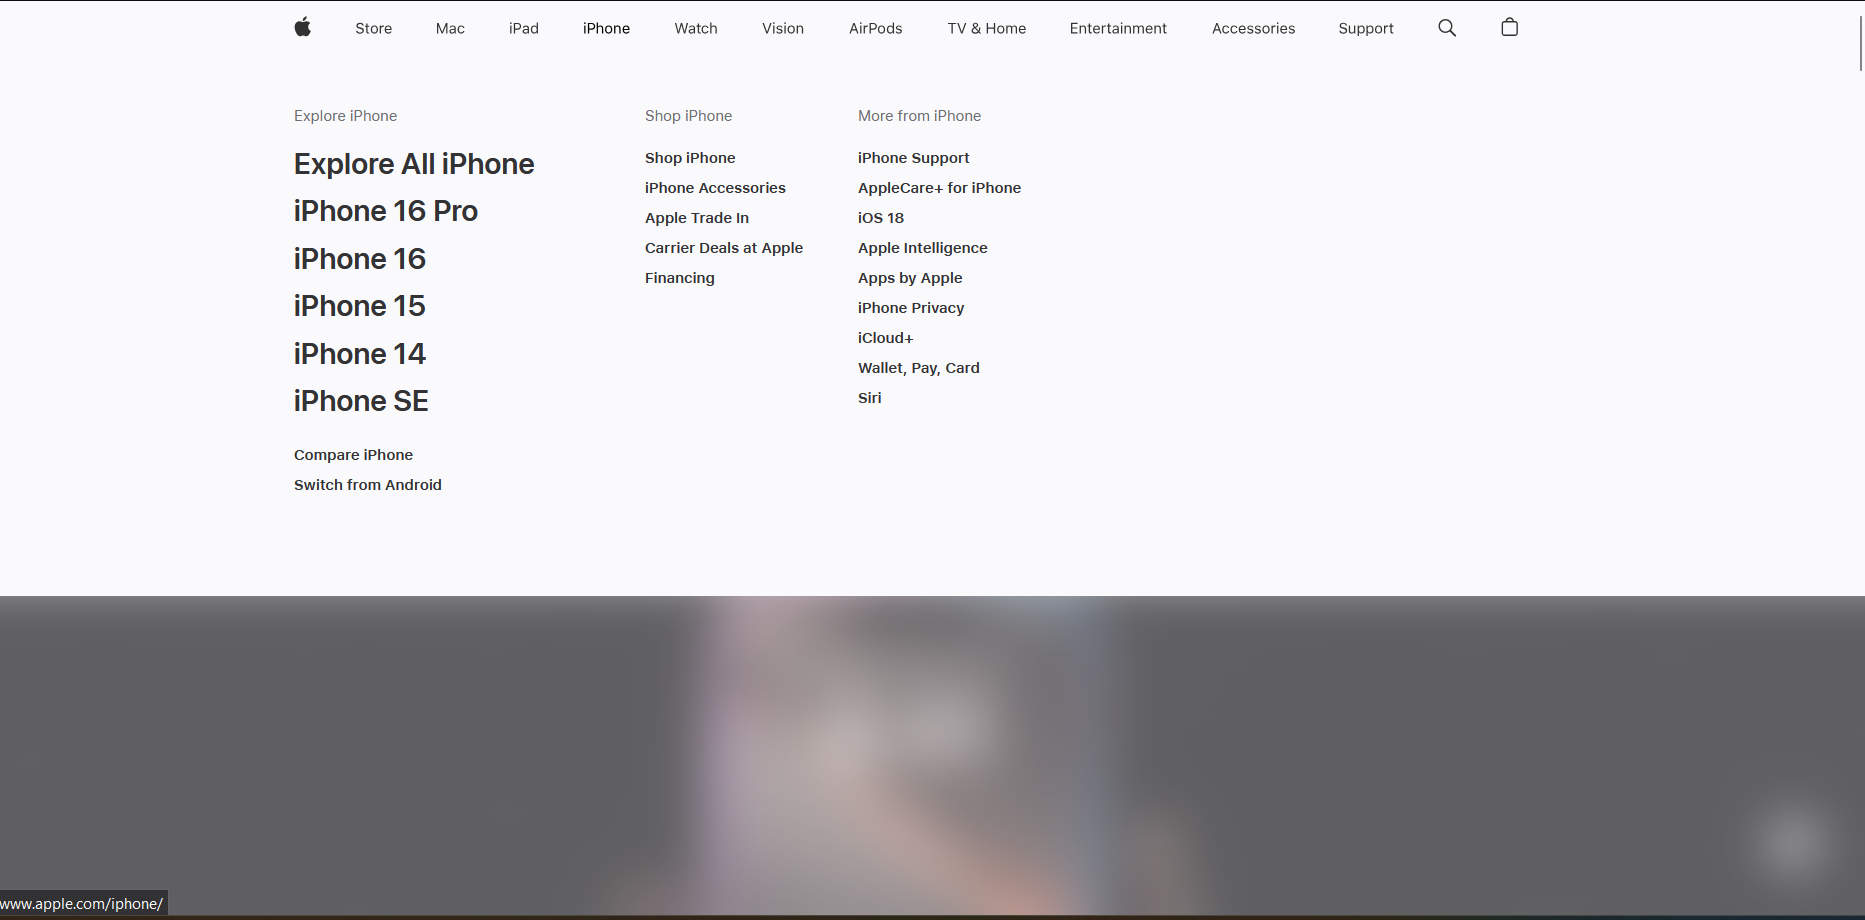 Store Mac iPad iPhone Watch Vision AirPods TV & Home Entertainment Accessories Support
Explore iPhone
Explore All iPhone
iPhone 16 Pro
iPhone 16
iPhone 15
iPhone 14
iPhone SE
Compare iPhone
Switch from Android
Shop iPhone
Shop iPhone
iPhone Accessories
Apple Trade In
Carrier Deals at Apple
Financing
More from iPhone
iPhone Support
AppleCare+ for iPhone
iOS 18
Apple Intelligence
Apps by Apple
iPhone Privacy
iCloud+
Wallet, Pay, Card
Siri
www.apple.com/iphone/